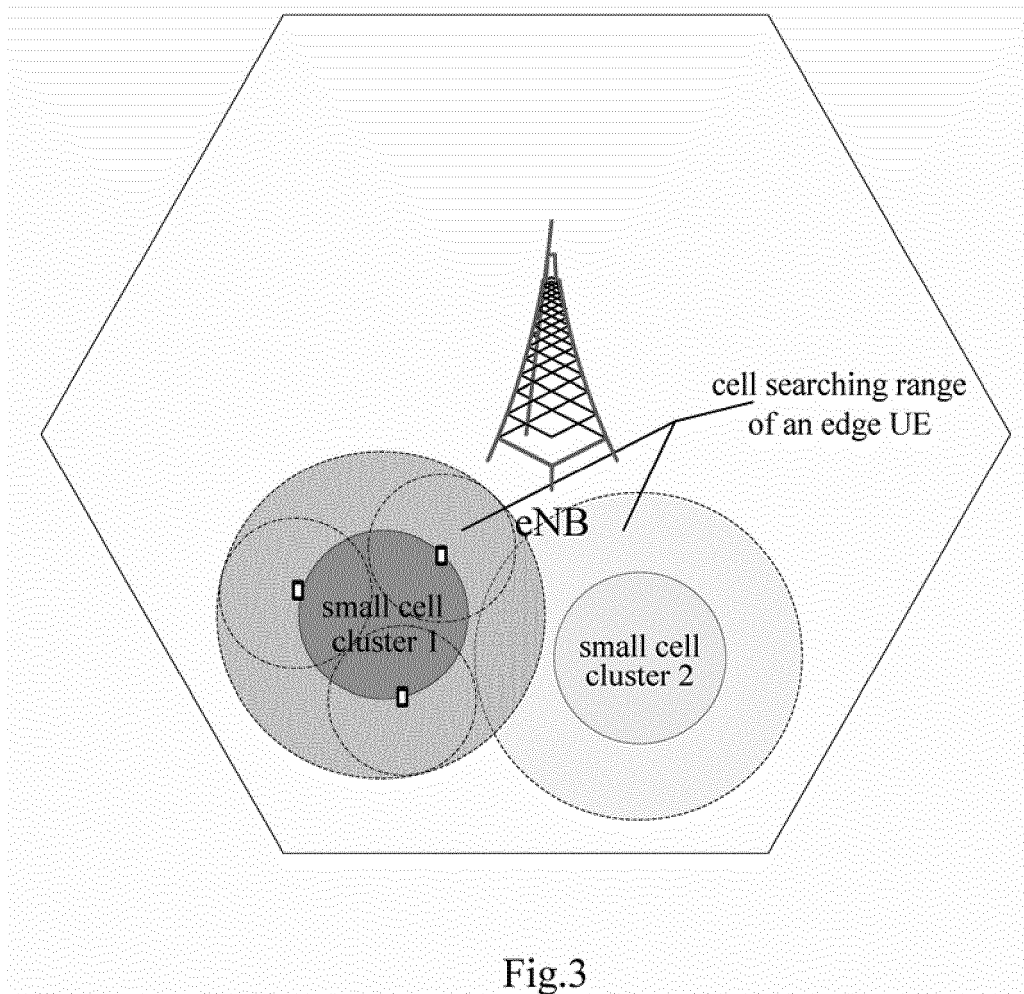 cell searching range
of an edge UE
eNB
small cell
cluster 1
small cell
cluster 2
Fig.3